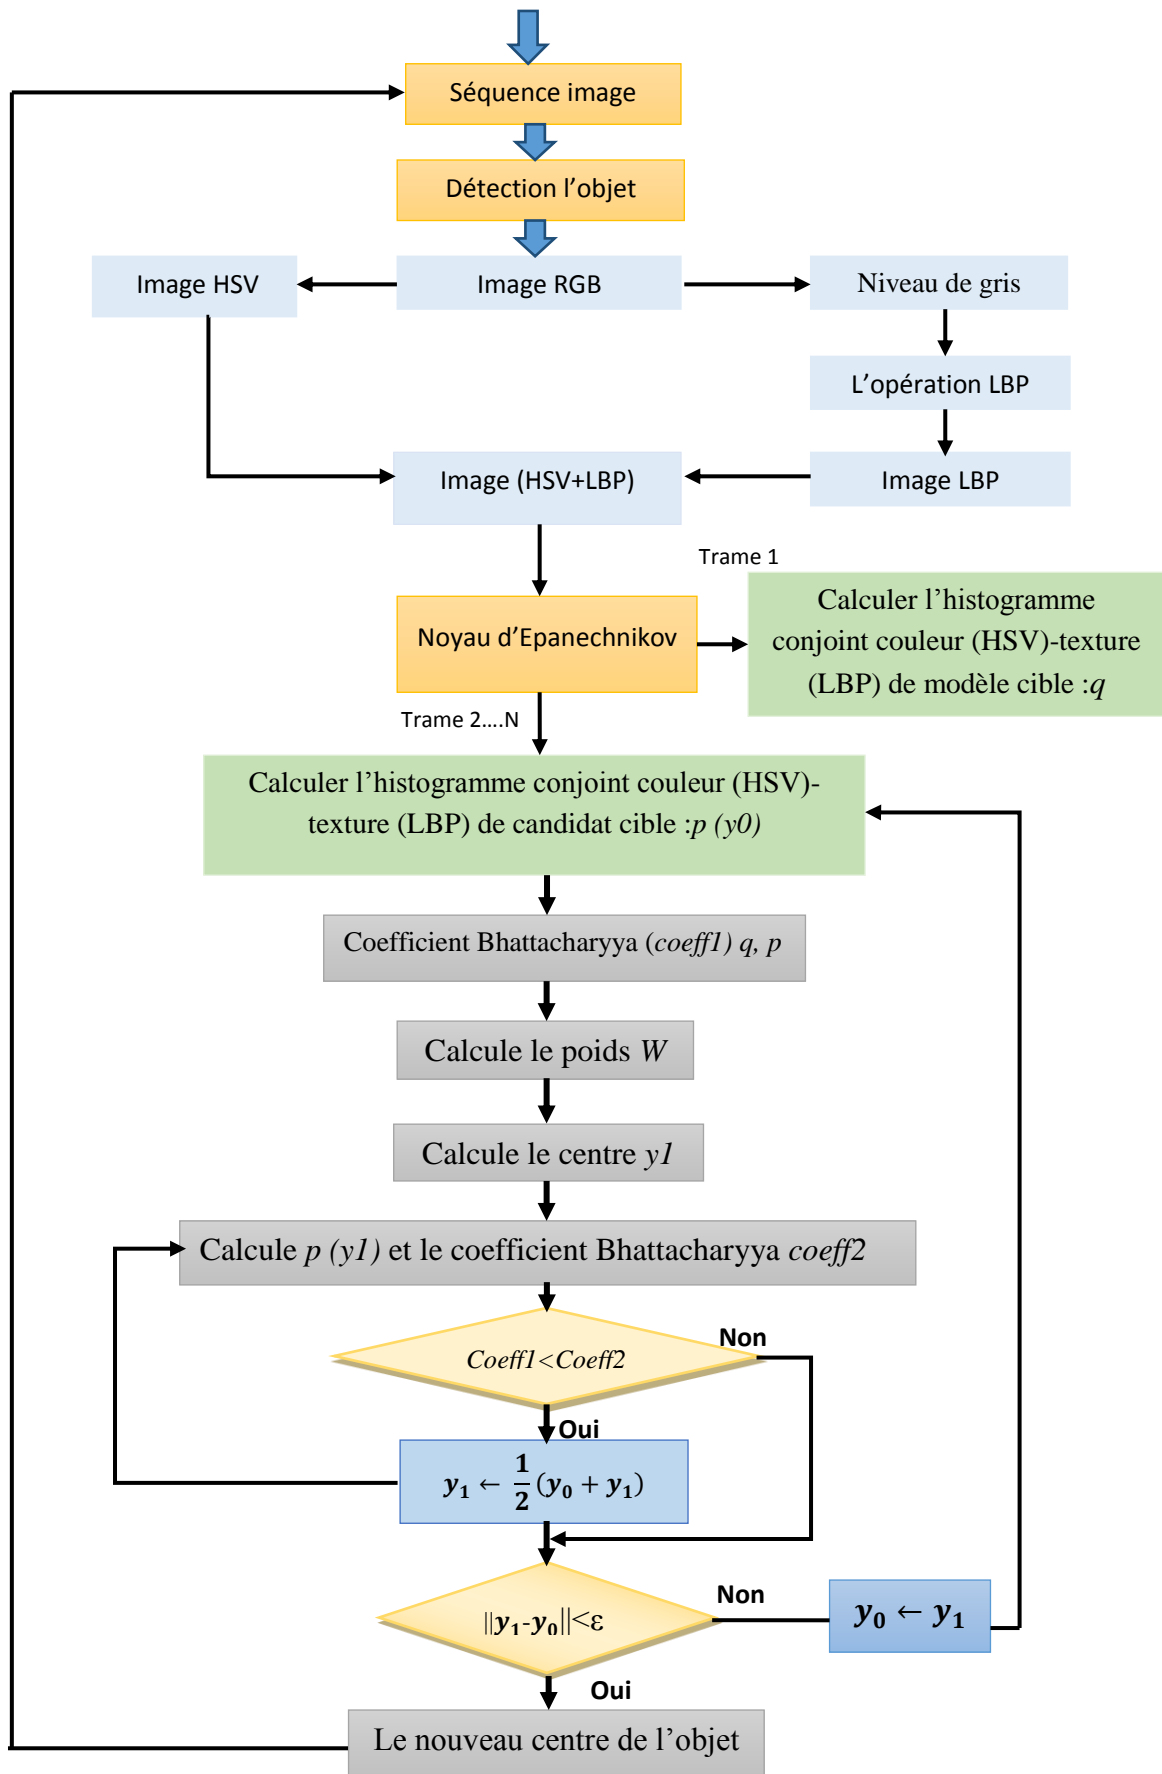 Séquence image
Détection l’objet
Image HSV
Image RGB
Niveau de gris
L’opération LBP
Image (HSV+LBP)
Image LBP
Trame 1
Noyau d’Epanechnikov
Calculer l’histogramme
conjoint couleur (HSV)-texture
(LBP) de modèle cible :q
Trame 2....N
Calculer l’histogramme conjoint couleur (HSV)-
texture (LBP) de candidat cible :p (y0)
Coefficient Bhattacharyya (coeff1) q, p
Calcule le poids W
Calcule le centre y1
Calcule p (y1) et le coefficient Bhattacharyya coeff2
Non
Coeff1<Coeff2
Oui
y₁ ← 1/2 (y₀ + y₁)
Non
||y₁-y₀||<ε
y₀ ← y₁
Oui
Le nouveau centre de l’objet